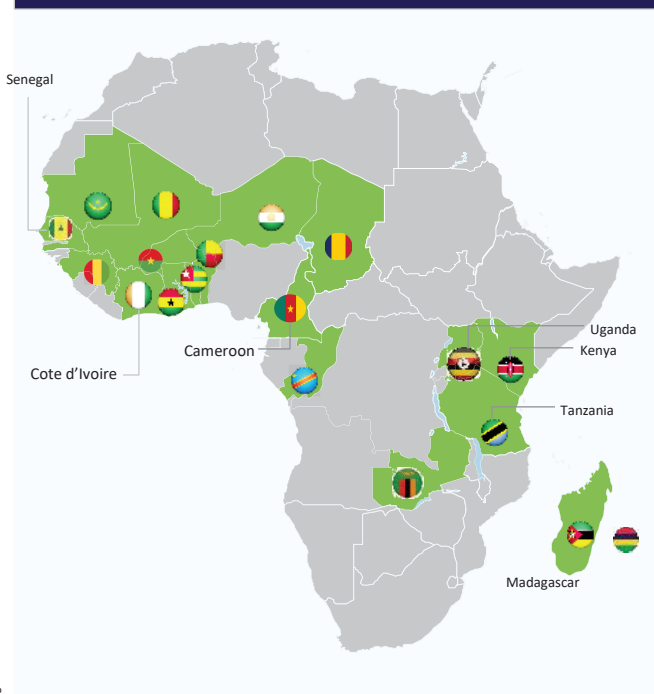 Senegal
Uganda
Kenya
Cameroon
Cote d’Ivoire
Tanzania
Madagascar